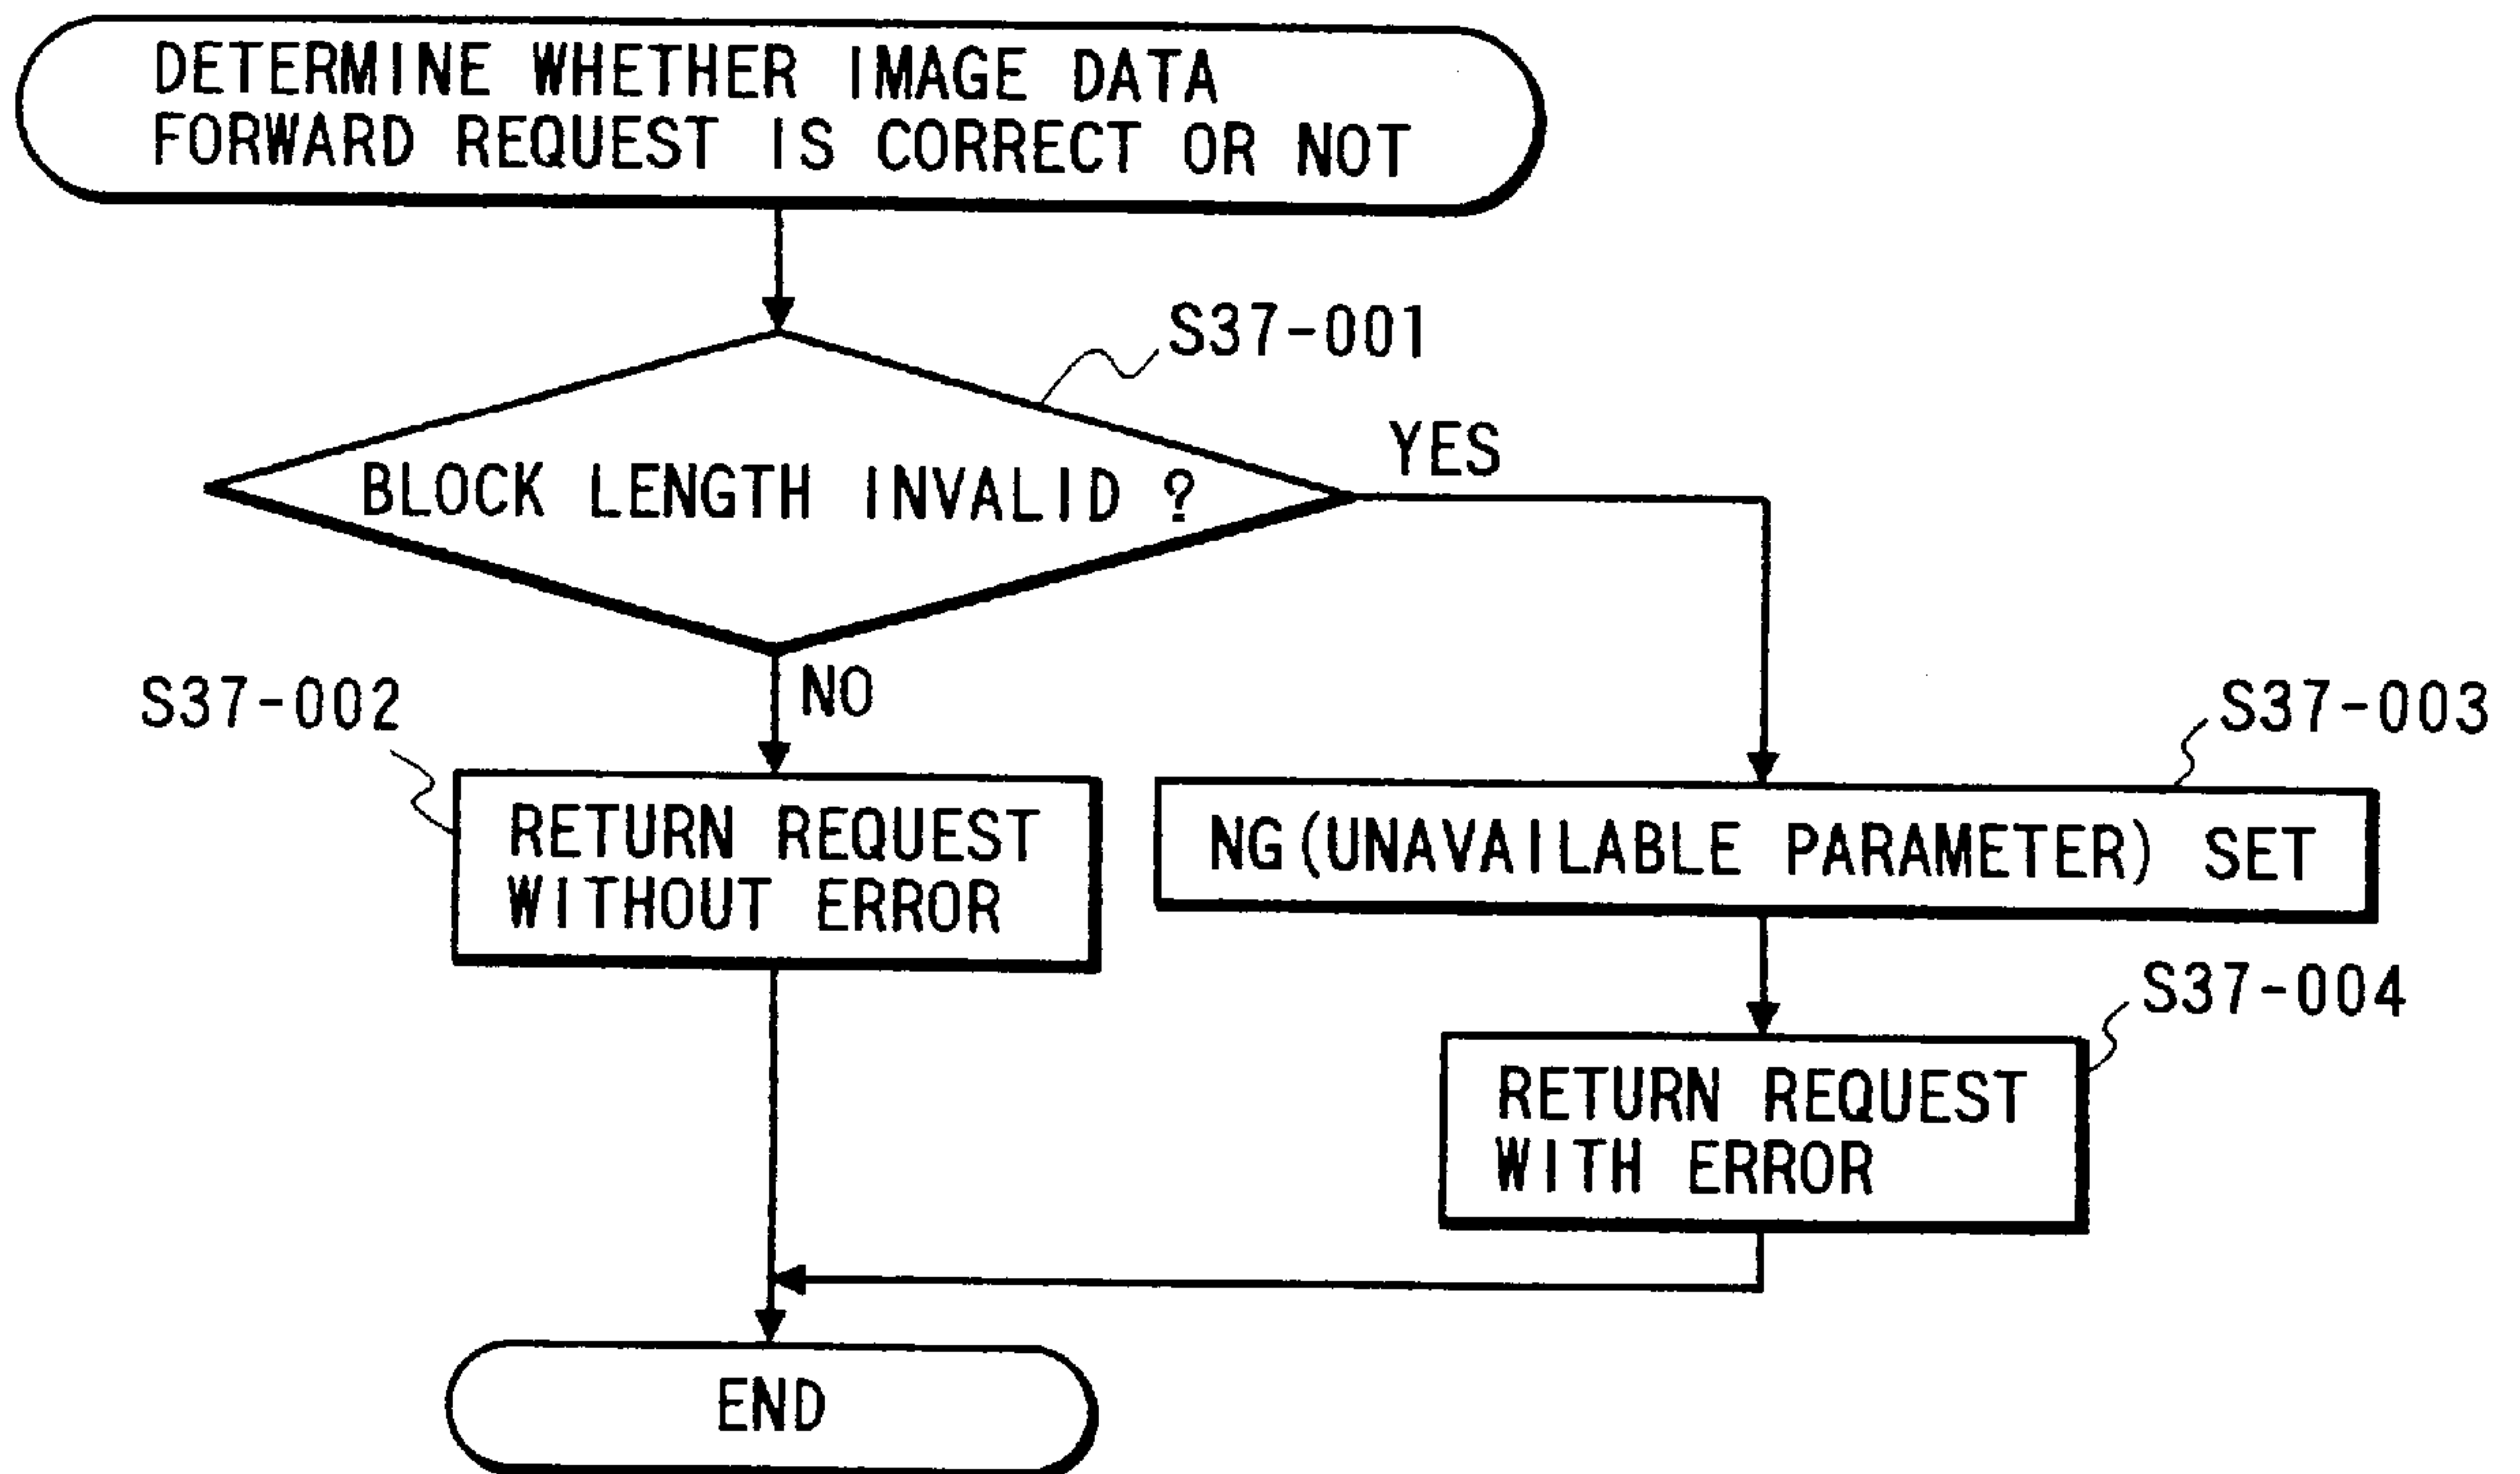 DETERMINE WHETHER IMAGE DATA
FORWARD REQUEST IS CORRECT OR NOT
S37-001
BLOCK LENGTH INVALID ?
YES
NO
S37-002
RETURN REQUEST
WITHOUT ERROR
S37-003
NG(UNAVAILABLE PARAMETER) SET
S37-004
RETURN REQUEST
WITH ERROR
END